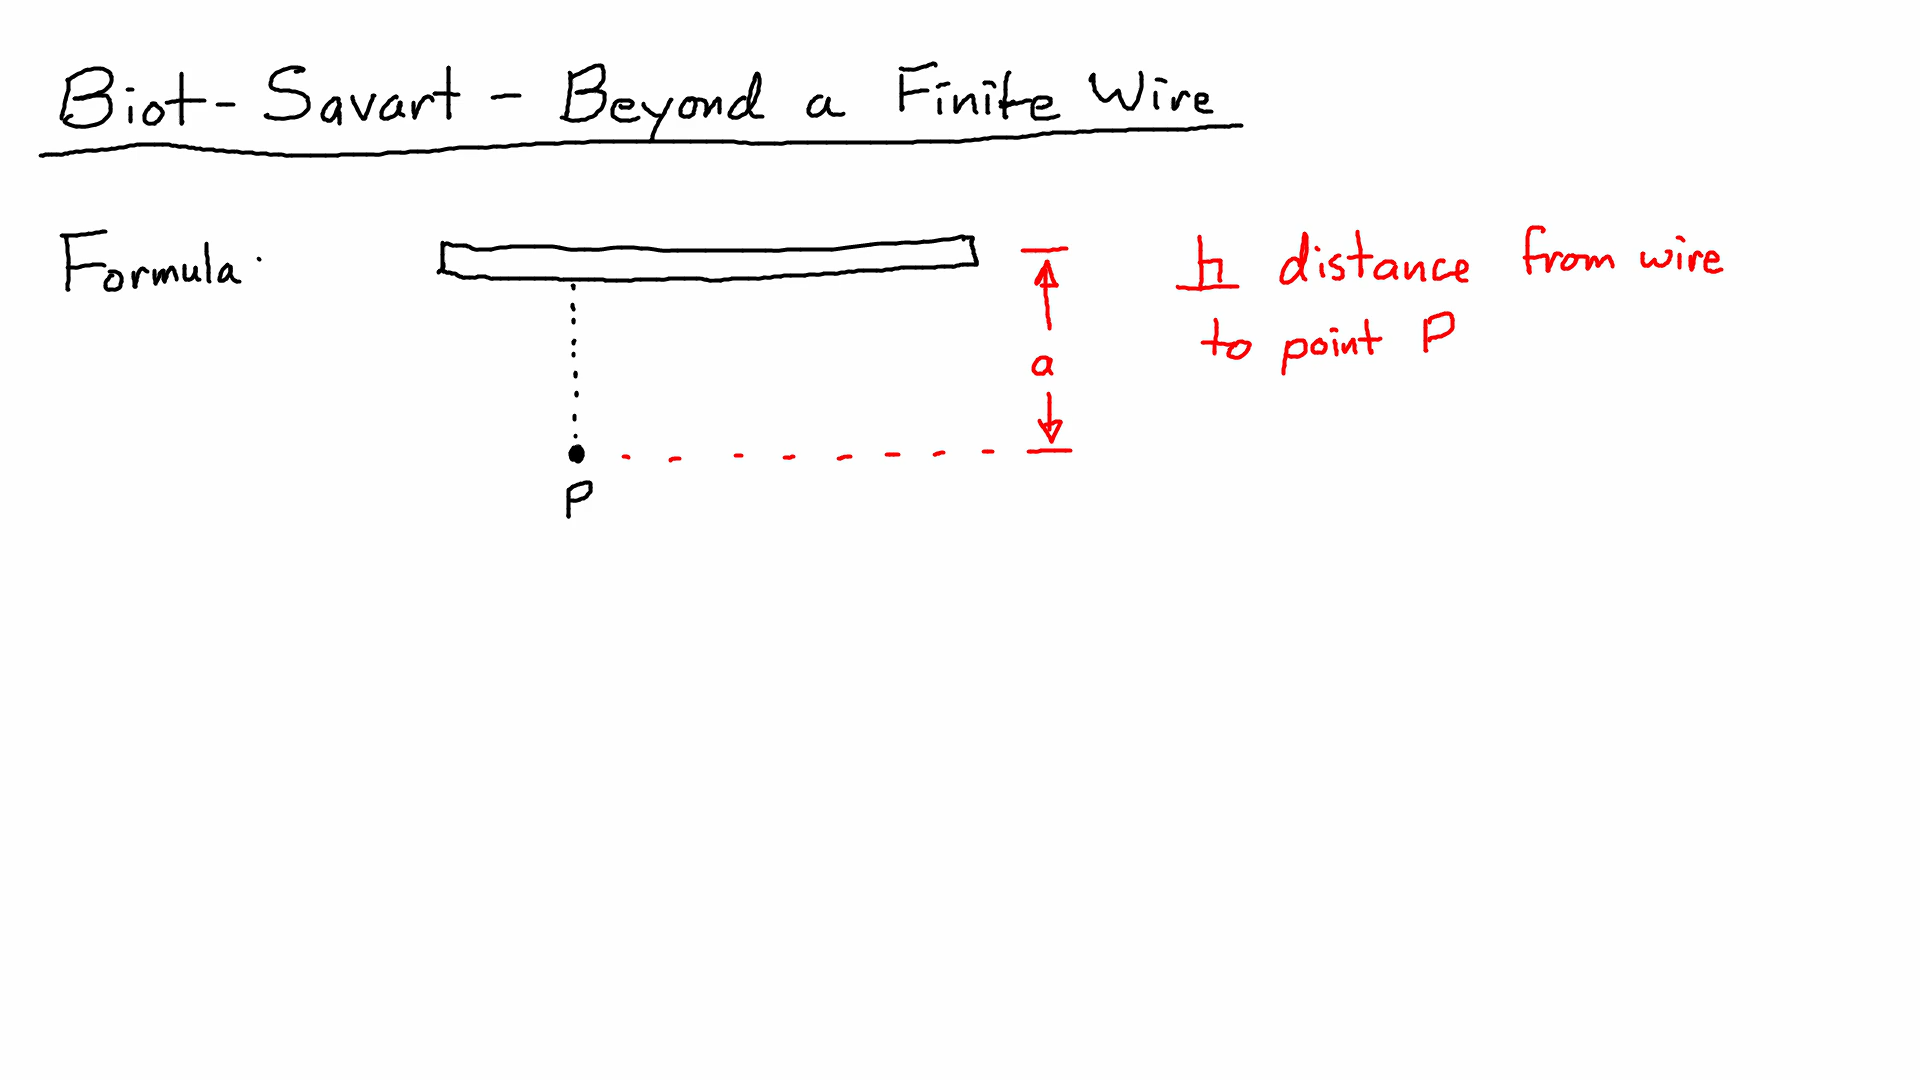 Biot-Savart - Beyond a Finite Wire
Formula:
h distance from wire
to point P
a
P